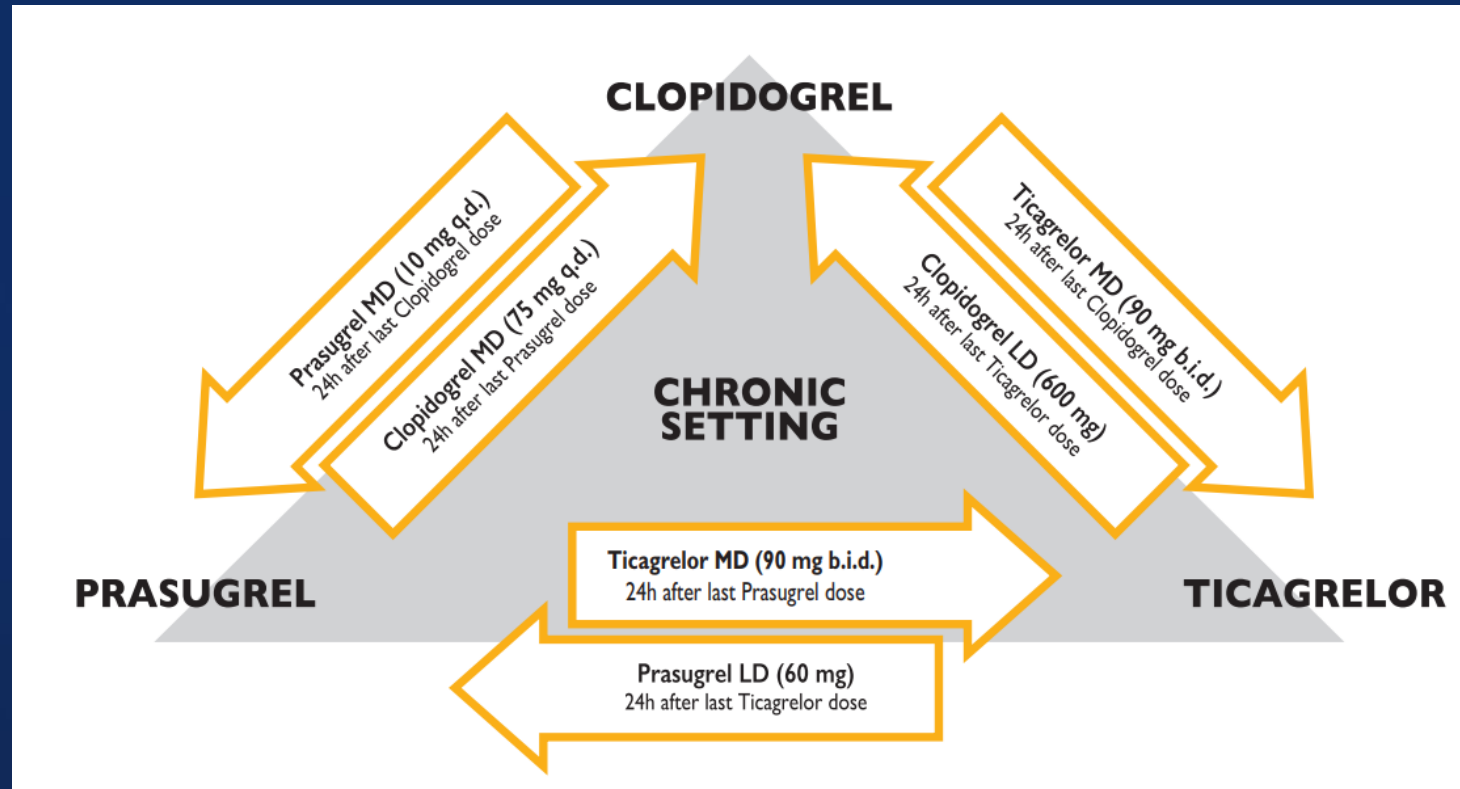 CLOPIDOGREL
Prasugrel MD (10 mg q.d.)
24h after last Clopidogrel dose
Clopidogrel MD (75 mg q.d.)
24h after last Prasugrel dose
Ticagrelor MD (90 mg b.i.d.)
24h after last Clopidogrel dose
Clopidogrel LD (600 mg)
24h after last Ticagrelor dose
CHRONIC
SETTING
PRASUGREL
Ticagrelor MD (90 mg b.i.d.)
24h after last Prasugrel dose
TICAGRELOR
Prasugrel LD (60 mg)
24h after last Ticagrelor dose